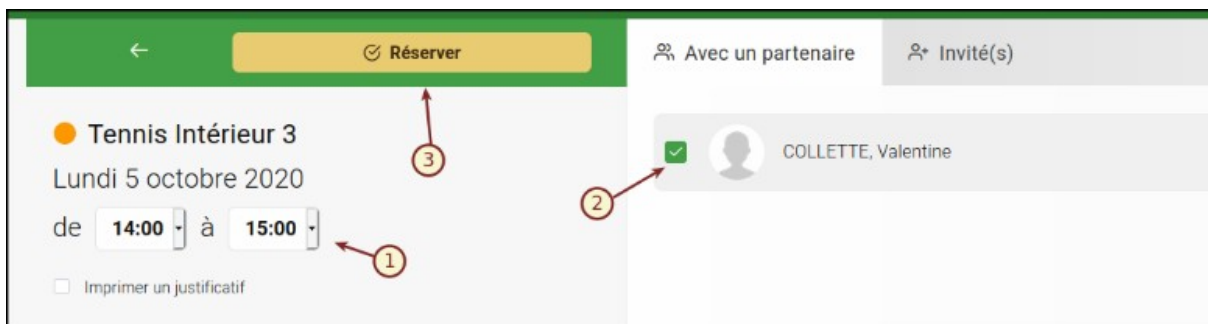 Réserver
Avec un partenaire
Invité(s)
Tennis Intérieur 3
Lundi 5 octobre 2020
de 14:00 à 15:00
Imprimer un justificatif
COLLETTE, Valentine
3
2
1